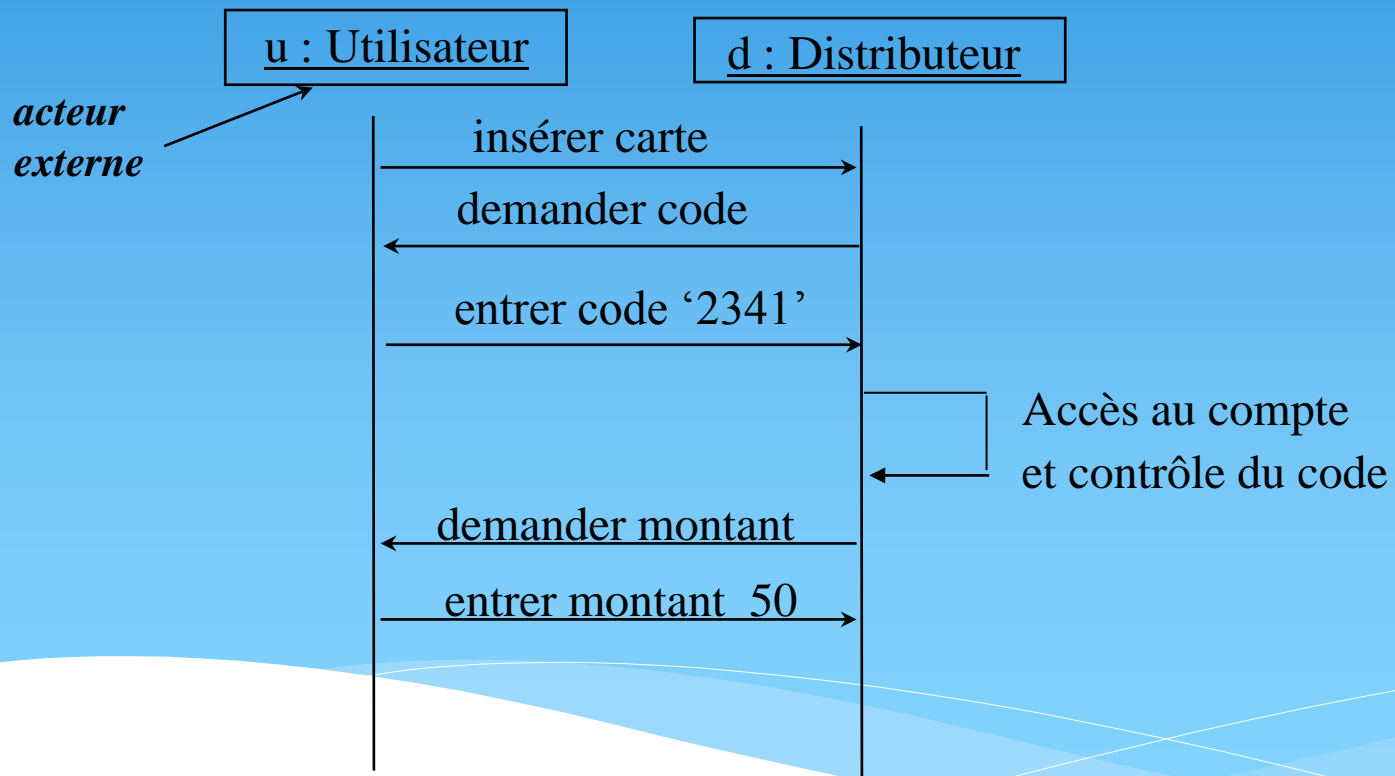 u : Utilisateur
d : Distributeur
acteur
externe
insérer carte
demander code
entrer code ‘2341’
Accès au compte
et contrôle du code
demander montant
entrer montant 50